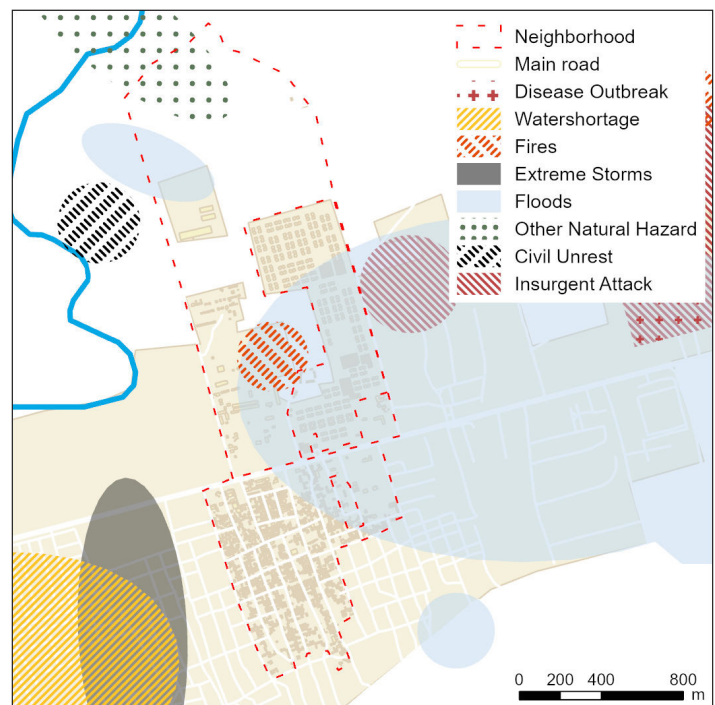 Neighborhood
Main road
Disease Outbreak
Watershortage
Fires
Extreme Storms
Floods
Other Natural Hazard
Civil Unrest
Insurgent Attack
0 200 400 800
m